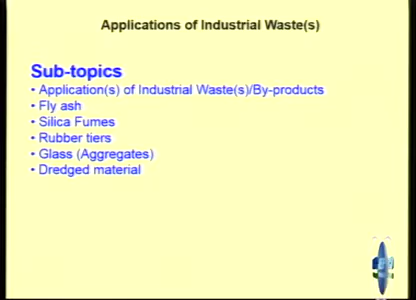 Applications of Industrial Waste(s)
Sub-topics
• Application(s) of Industrial Waste(s)/By-products
• Fly ash
• Silica Fumes
• Rubber tiers
• Glass (Aggregates)
• Dredged material